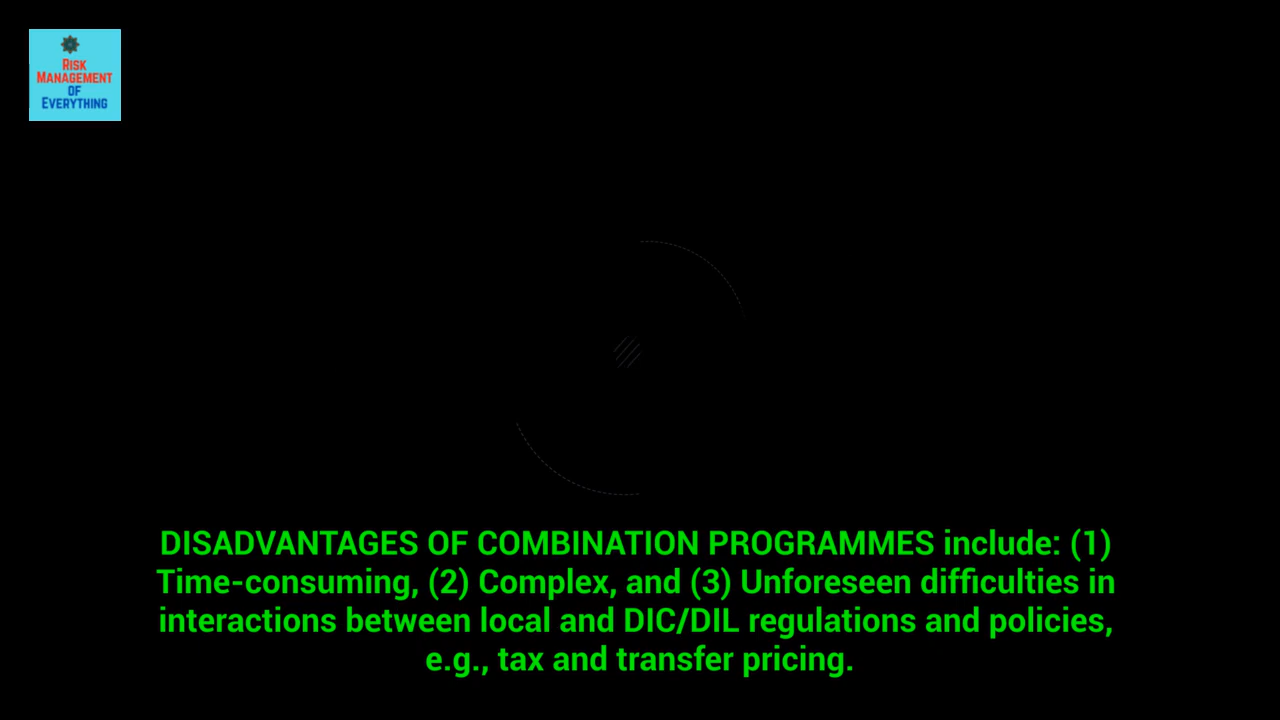 RISK
MANAGEMENT
OF
EVERYTHING
DISADVANTAGES OF COMBINATION PROGRAMMES include: (1)
Time-consuming, (2) Complex, and (3) Unforeseen difficulties in
interactions between local and DIC/DIL regulations and policies,
e.g., tax and transfer pricing.